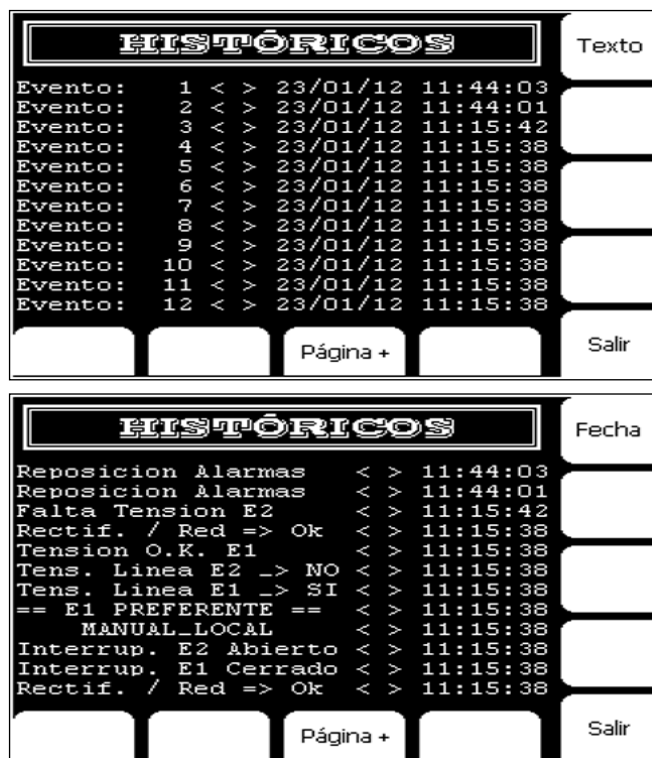 HISTÓRICOS
Texto
Evento: 1 < > 23/01/12 11:44:03
Evento: 2 < > 23/01/12 11:44:01
Evento: 3 < > 23/01/12 11:15:42
Evento: 4 < > 23/01/12 11:15:38
Evento: 5 < > 23/01/12 11:15:38
Evento: 6 < > 23/01/12 11:15:38
Evento: 7 < > 23/01/12 11:15:38
Evento: 8 < > 23/01/12 11:15:38
Evento: 9 < > 23/01/12 11:15:38
Evento: 10 < > 23/01/12 11:15:38
Evento: 11 < > 23/01/12 11:15:38
Evento: 12 < > 23/01/12 11:15:38
Página +
Salir
HISTÓRICOS
Fecha
Reposicion Alarmas < > 11:44:03
Reposicion Alarmas < > 11:44:01
Falta Tension E2 < > 11:15:42
Rectif. / Red => Ok < > 11:15:38
Tension O.K. E1 < > 11:15:38
Tens. Linea E2 _> NO < > 11:15:38
Tens. Linea E1 _> SI < > 11:15:38
== E1 PREFERENTE == < > 11:15:38
MANUAL_LOCAL < > 11:15:38
Interrup. E2 Abierto < > 11:15:38
Interrup. E1 Cerrado < > 11:15:38
Rectif. / Red => Ok < > 11:15:38
Página +
Salir